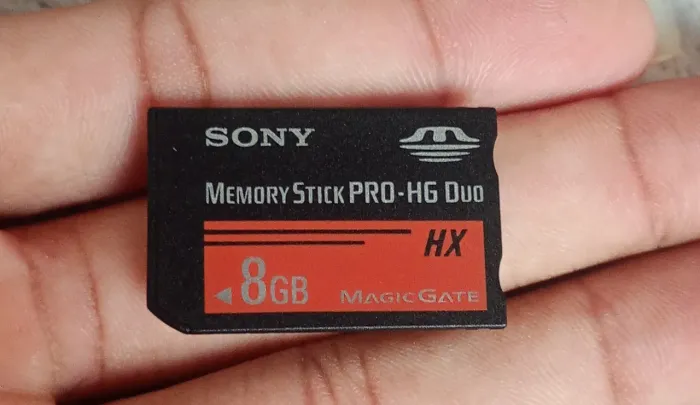 SONY
MEMORY STICK PRO-HG DUO
HX
8GB
MAGICGATE